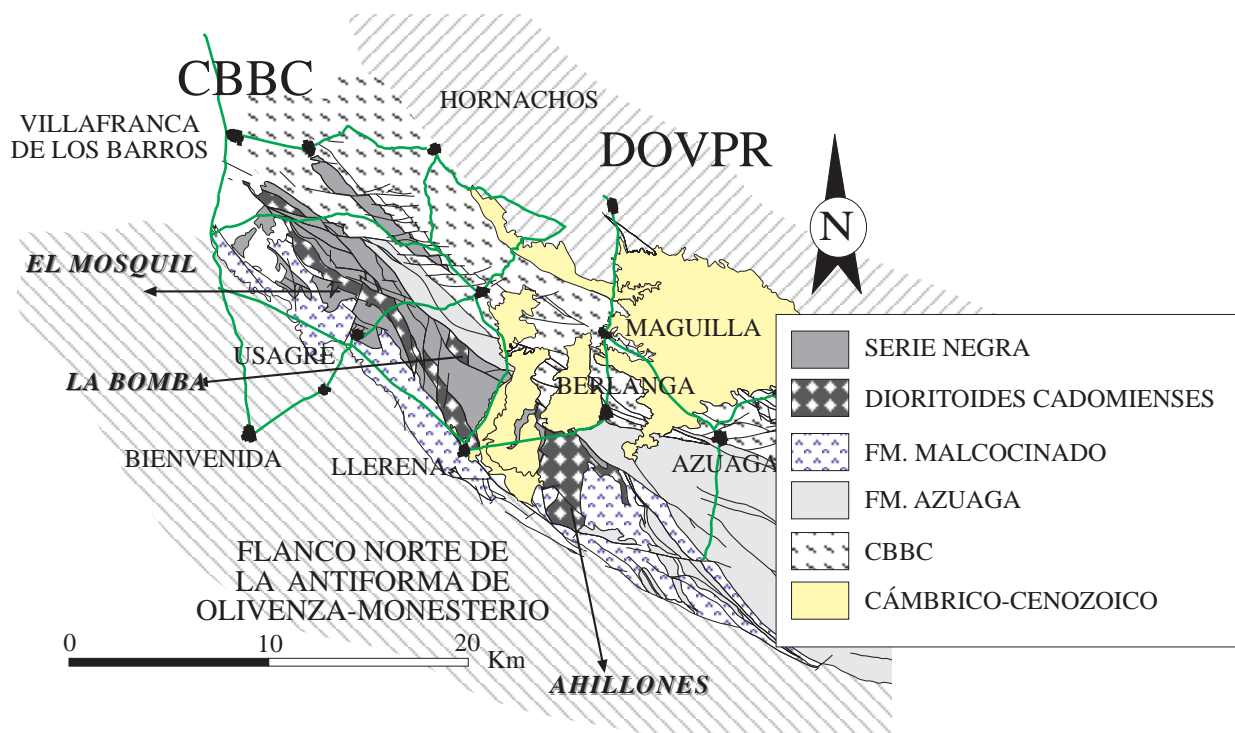 CBBC
HORNACHOS
VILLAFRANCA
DE LOS BARROS
DOVPR
N
EL MOSQUIL
MAGUILLA
USAGRE
LA BOMBA
BERLANGA
BIENVENIDA
LLERENA
AZUAGA
SERIE NEGRA
DIORITOIDES CADOMIENSES
FM. MALCOCINADO
FM. AZUAGA
CBBC
CÁMBRICO-CENOZOICO
FLANCO NORTE DE
LA ANTIFORMA DE
OLIVENZA-MONESTERIO
0 10 20
Km
AHILLONES